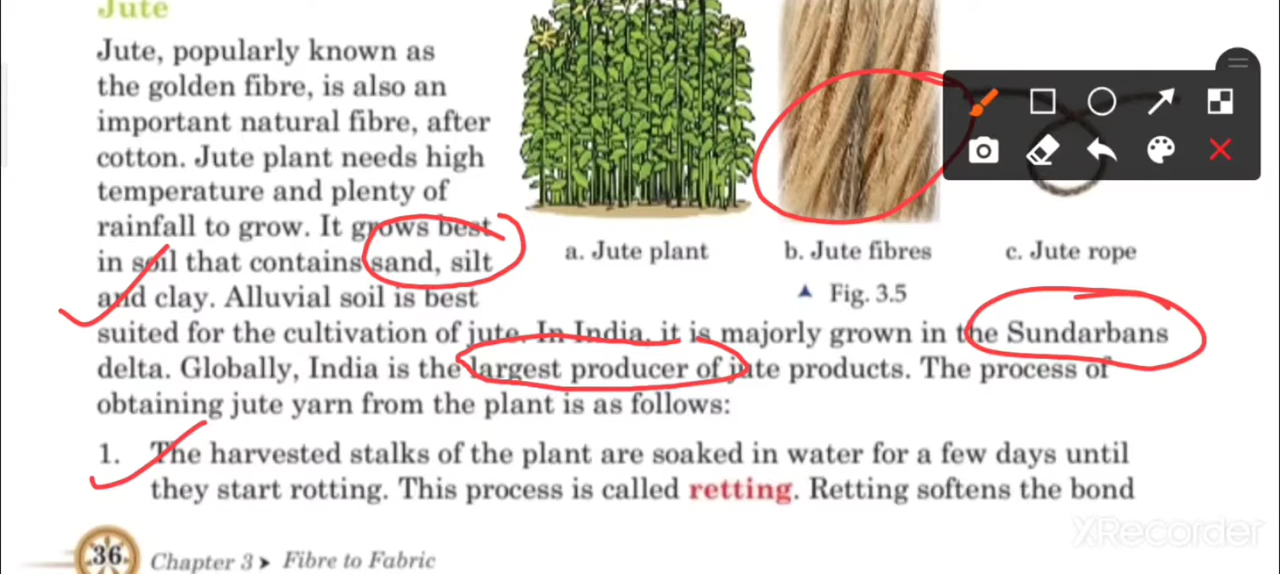 Jute
Jute, popularly known as
the golden fibre, is also an
important natural fibre, after
cotton. Jute plant needs high
temperature and plenty of
rainfall to grow. It grows best
in soil that contains sand, silt
and clay. Alluvial soil is best
suited for the cultivation of jute. In India, it is majorly grown in the Sundarbans
delta. Globally, India is the largest producer of jute products. The process of
obtaining jute yarn from the plant is as follows:
a. Jute plant
b. Jute fibres
c. Jute rope
▲ Fig. 3.5
1. The harvested stalks of the plant are soaked in water for a few days until
they start rotting. This process is called retting. Retting softens the bond
36 Chapter 3 > Fibre to Fabric
XRecorder